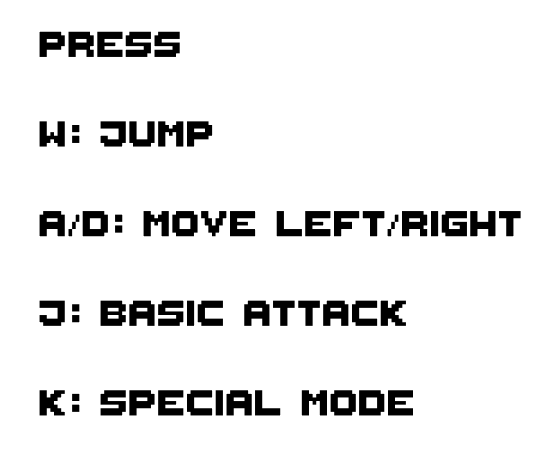 PRESS
W: JUMP
A/D: MOVE LEFT/RIGHT
J: BASIC ATTACK
K: SPECIAL MODE